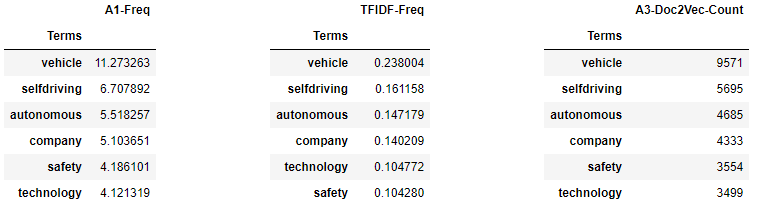 A1-Freq TFIDF-Freq A3-Doc2Vec-Count
Terms Terms Terms
vehicle 11.273263 vehicle 0.238004 vehicle 9571
selfdriving 6.707892 selfdriving 0.161158 selfdriving 5695
autonomous 5.518257 autonomous 0.147179 autonomous 4685
company 5.103651 company 0.140209 company 4333
safety 4.186101 technology 0.104772 safety 3554
technology 4.121319 safety 0.104280 technology 3499